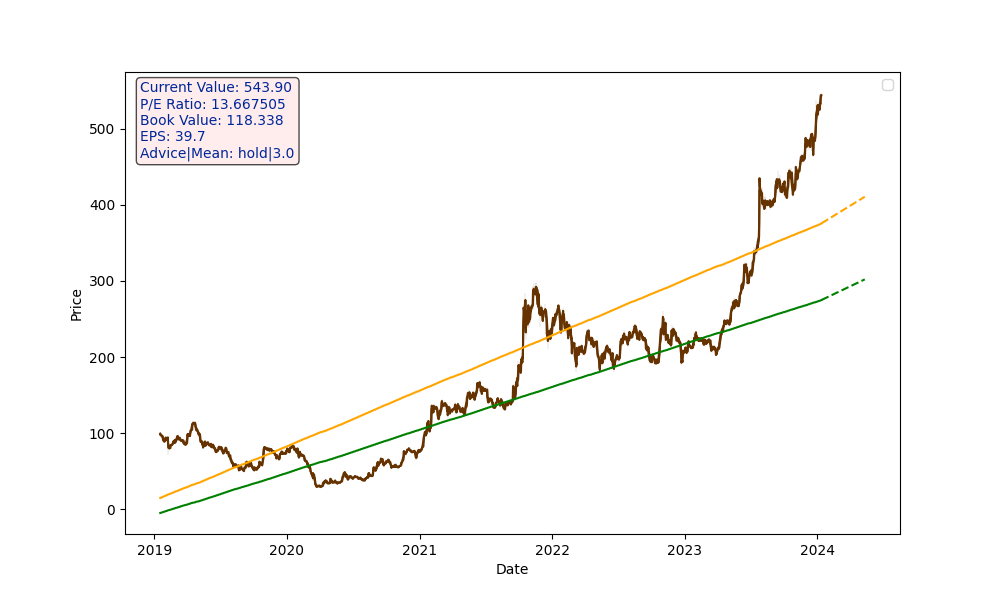 Current Value: 543.90
P/E Ratio: 13.667505
Book Value: 118.338
EPS: 39.7
Advice|Mean: hold|3.0
500
400
300
200
100
0
Price
2019 2020 2021 2022 2023 2024
Date